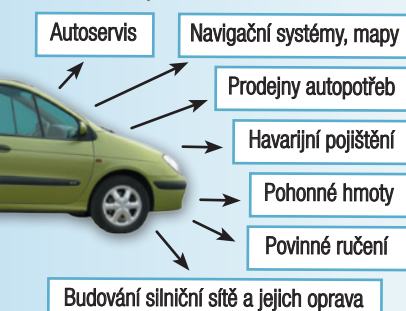 Autoservis
Navigační systémy, mapy
Prodejny autopotřeb
Havarijní pojištění
Pohonné hmoty
Povinné ručení
Budování silniční sítě a jejich oprava